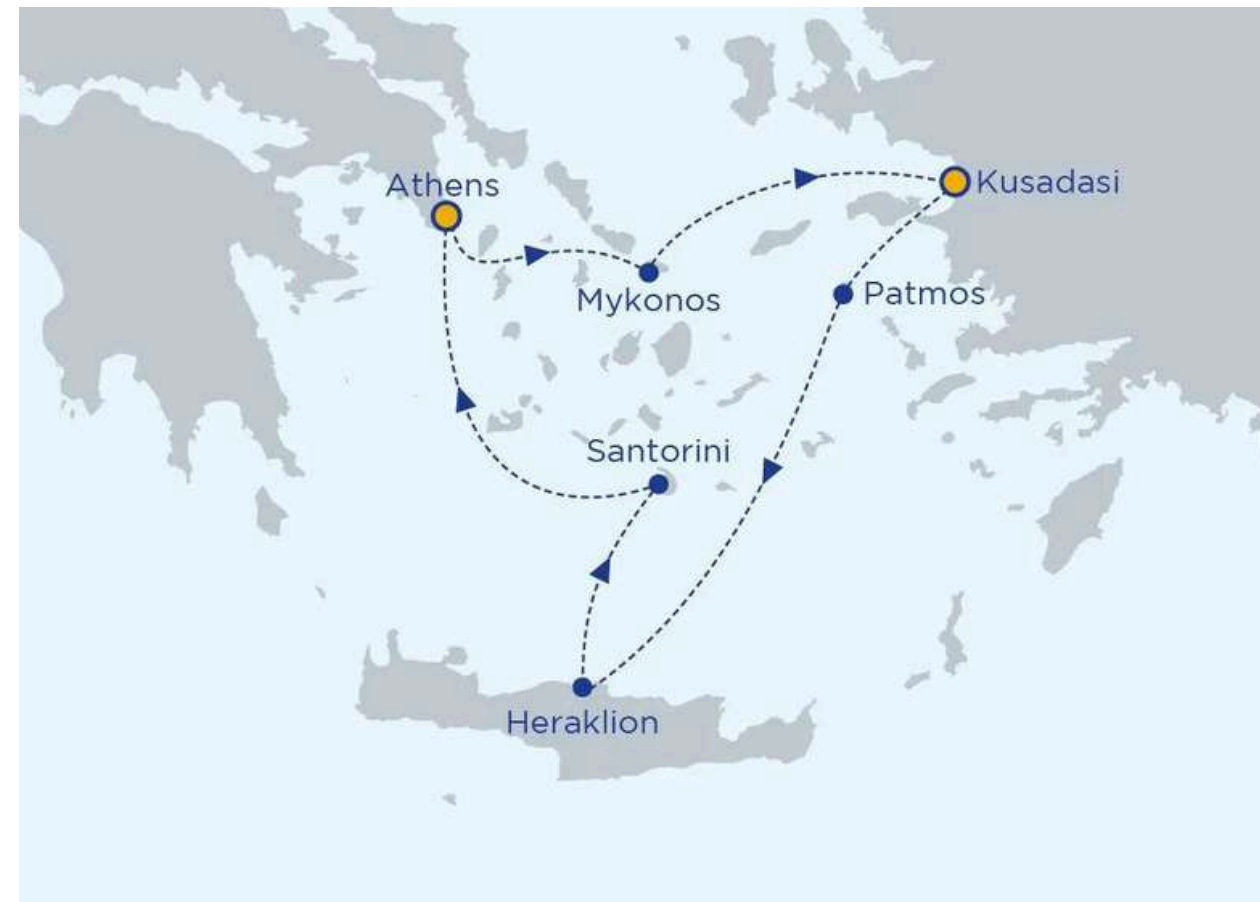 Athens
Kusadasi
Mykonos
Patmos
Santorini
Heraklion